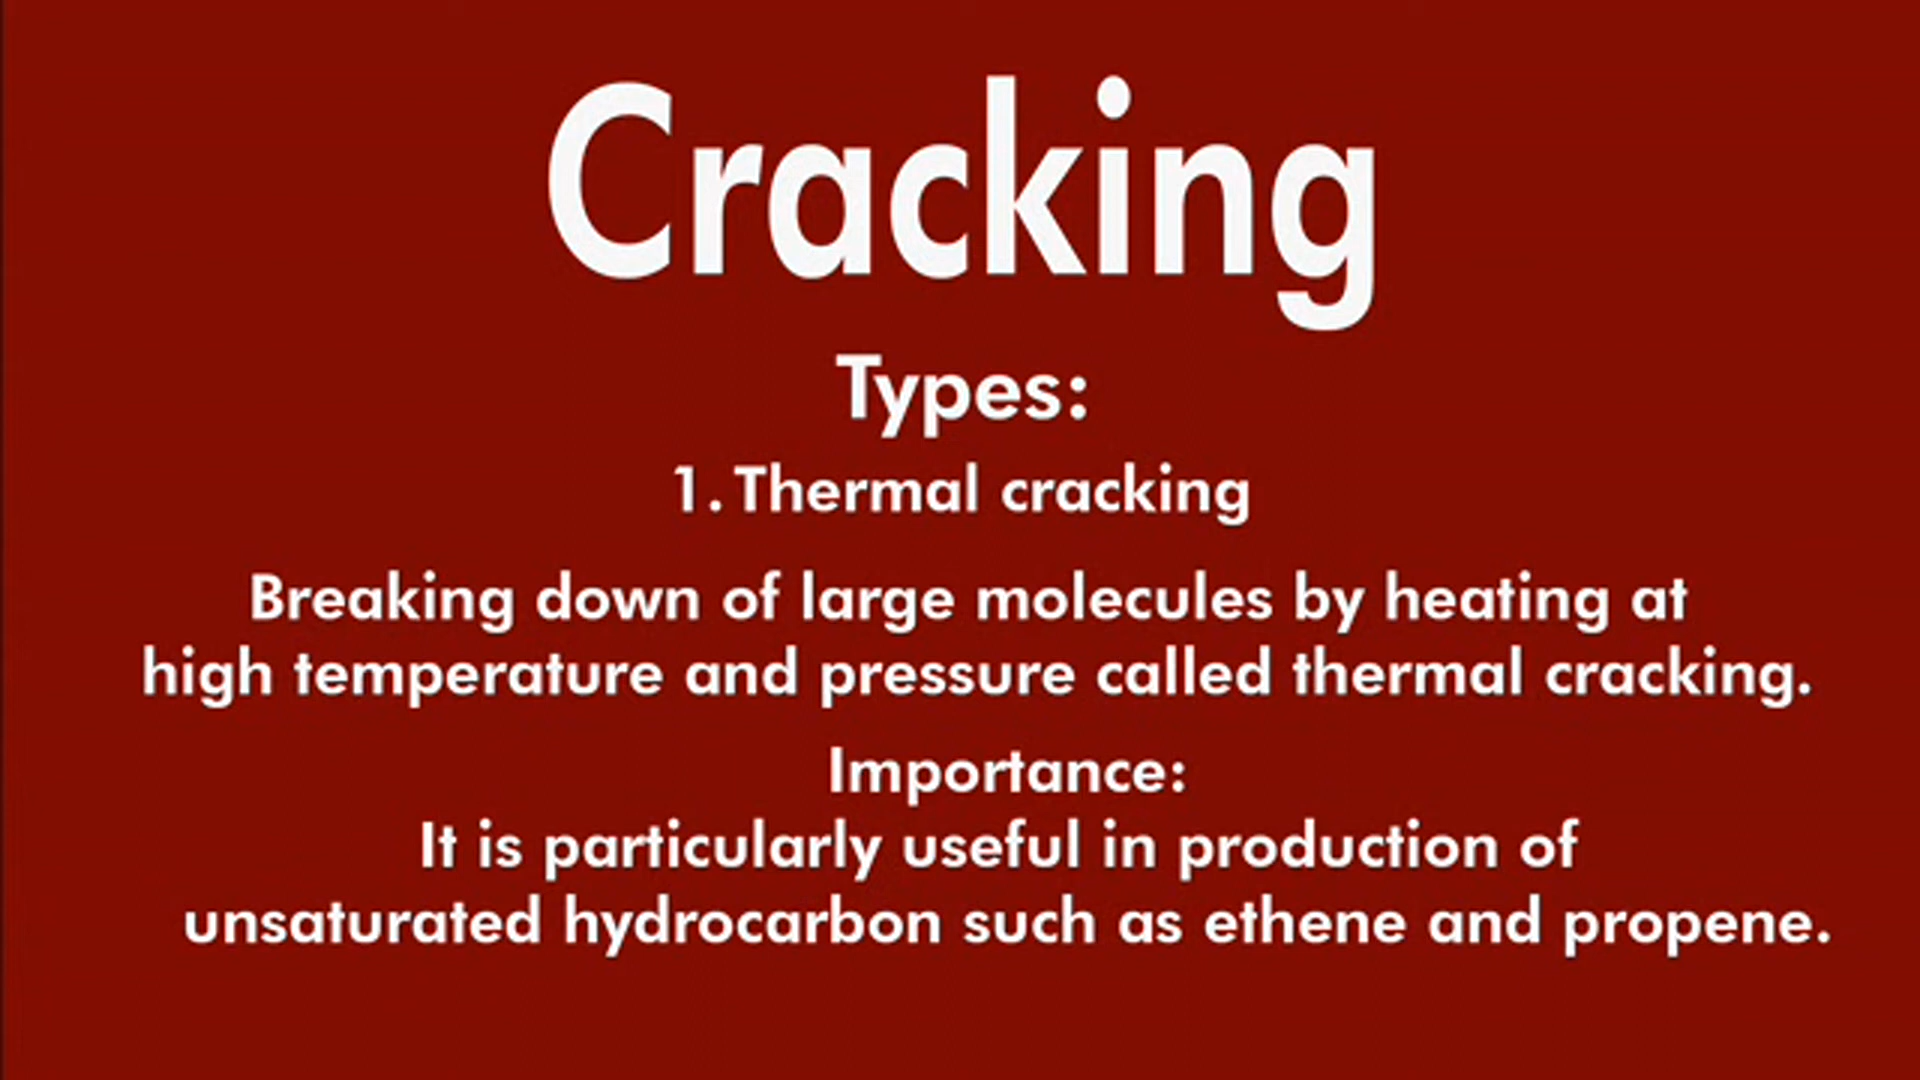 Cracking
Types:
1. Thermal cracking
Breaking down of large molecules by heating at
high temperature and pressure called thermal cracking.
Importance:
It is particularly useful in production of
unsaturated hydrocarbon such as ethene and propene.